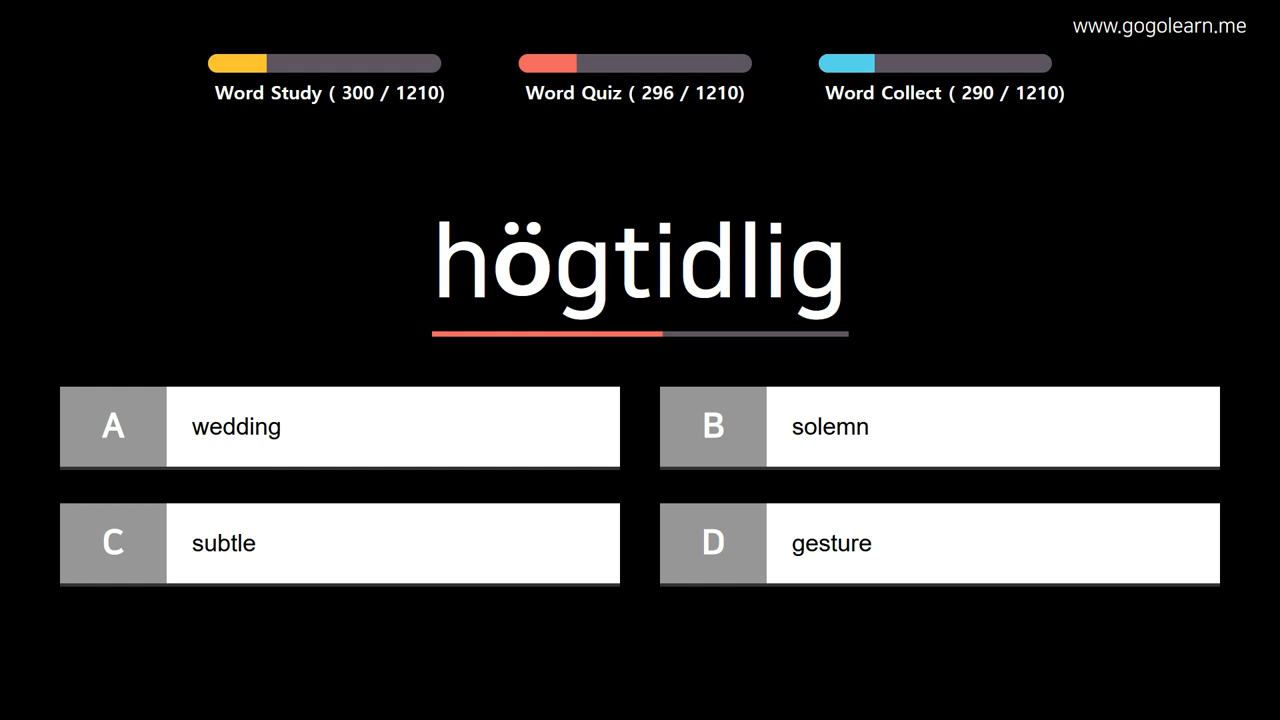 www.gogolearn.me
Word Study ( 300 / 1210)
Word Quiz ( 296 / 1210)
Word Collect ( 290 / 1210)
högtidlig
A wedding
B solemn
C subtle
D gesture